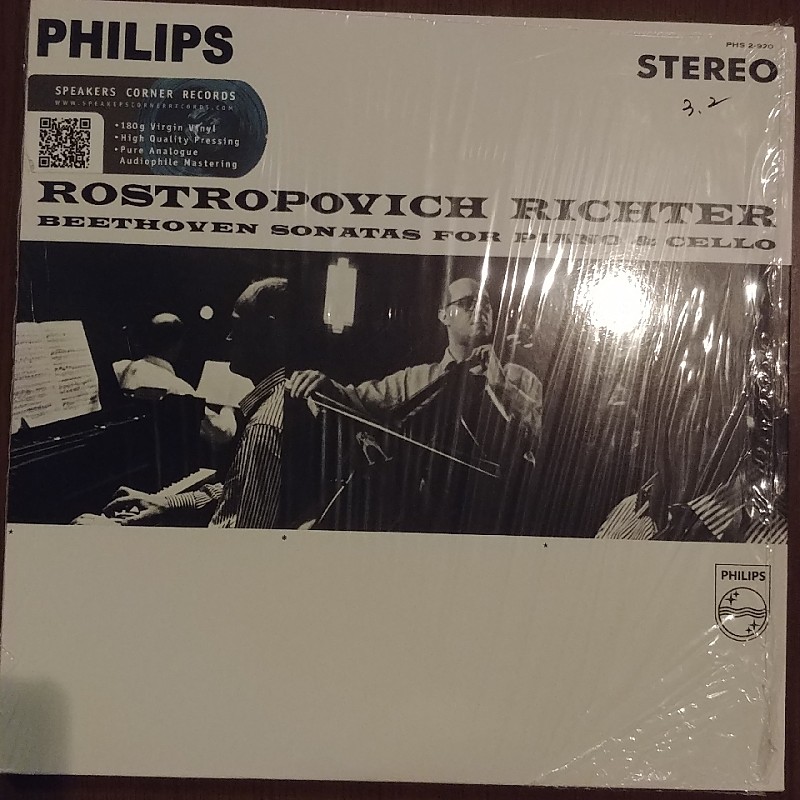 PHILIPS
PHS 2-920
STEREO
3.2
SPEAKERS CORNER RECORDS
WWW.SPEAKERSCORNERRECORDS.COM
•180g Virgin Vinyl
•High Quality Pressing
•Pure Analogue
Audiophile Mastering
ROSTROPOVICH RICHTER
BEETHOVEN SONATAS FOR PIANO & CELLO
PHILIPS